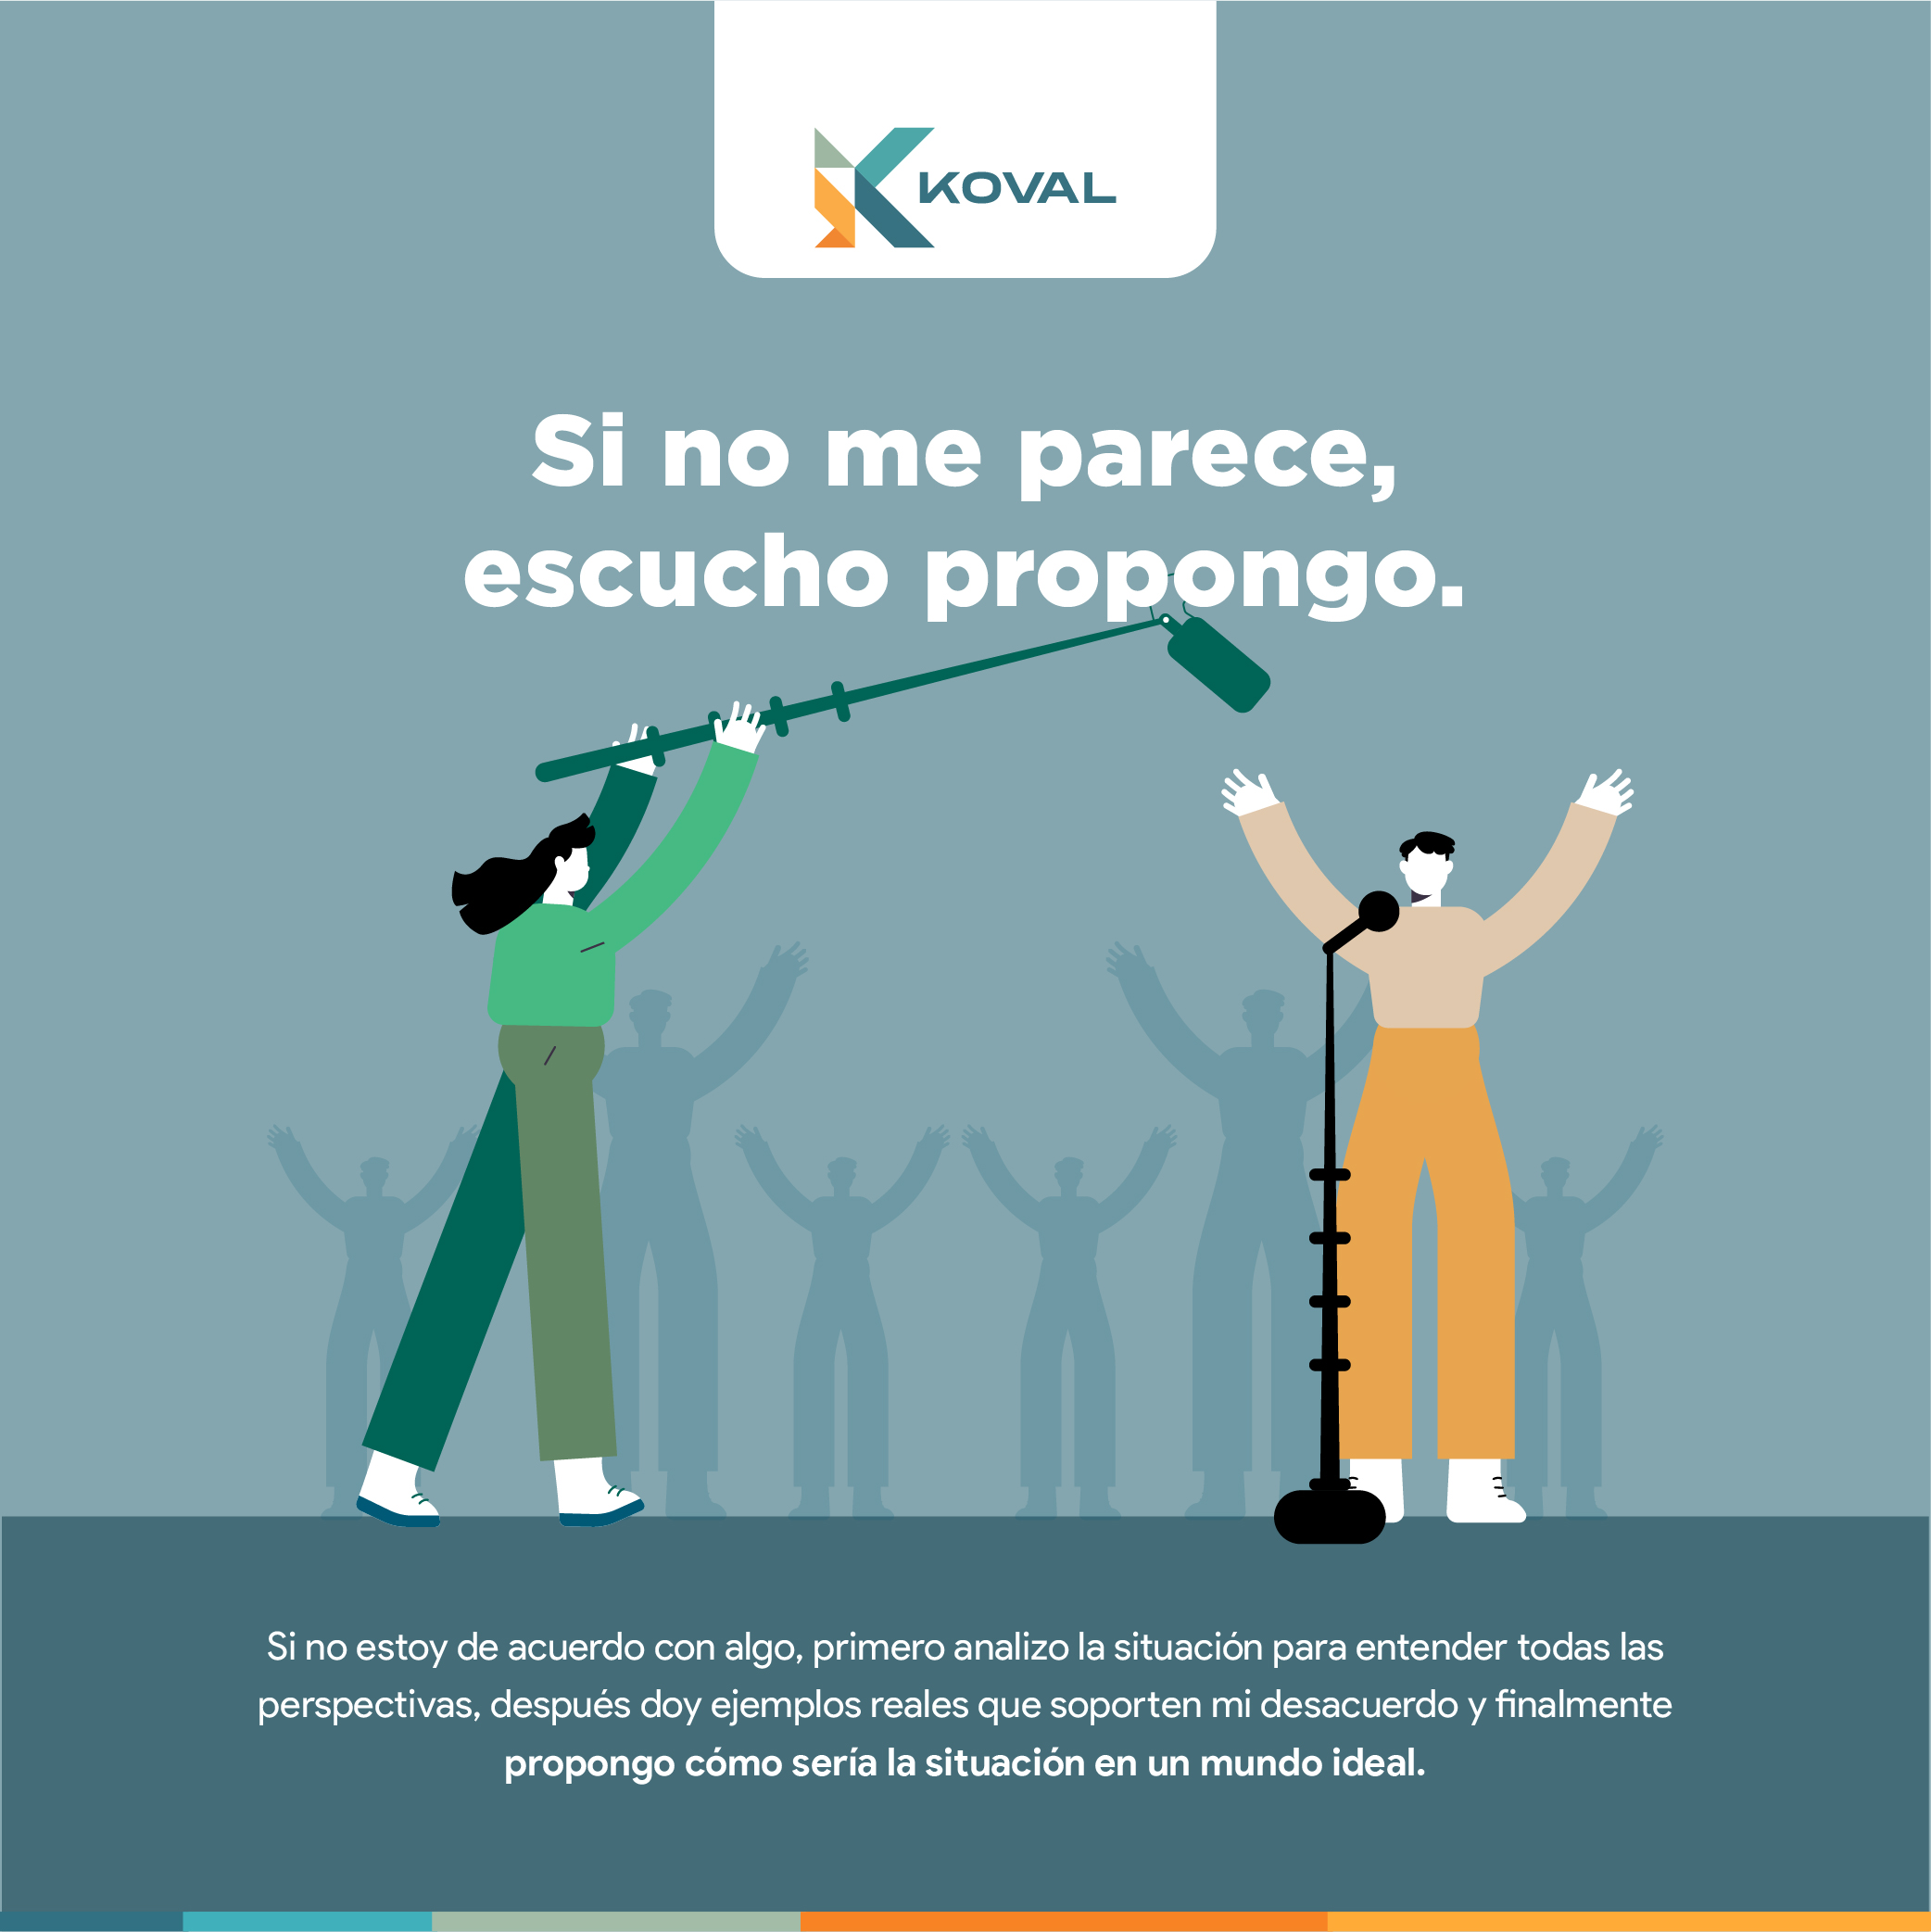 KOVAL
Si no me parece,
escucho propongo.
Si no estoy de acuerdo con algo, primero analizo la situación para entender todas las
perspectivas, después doy ejemplos reales que soporten mi desacuerdo y finalmente
propongo cómo sería la situación en un mundo ideal.